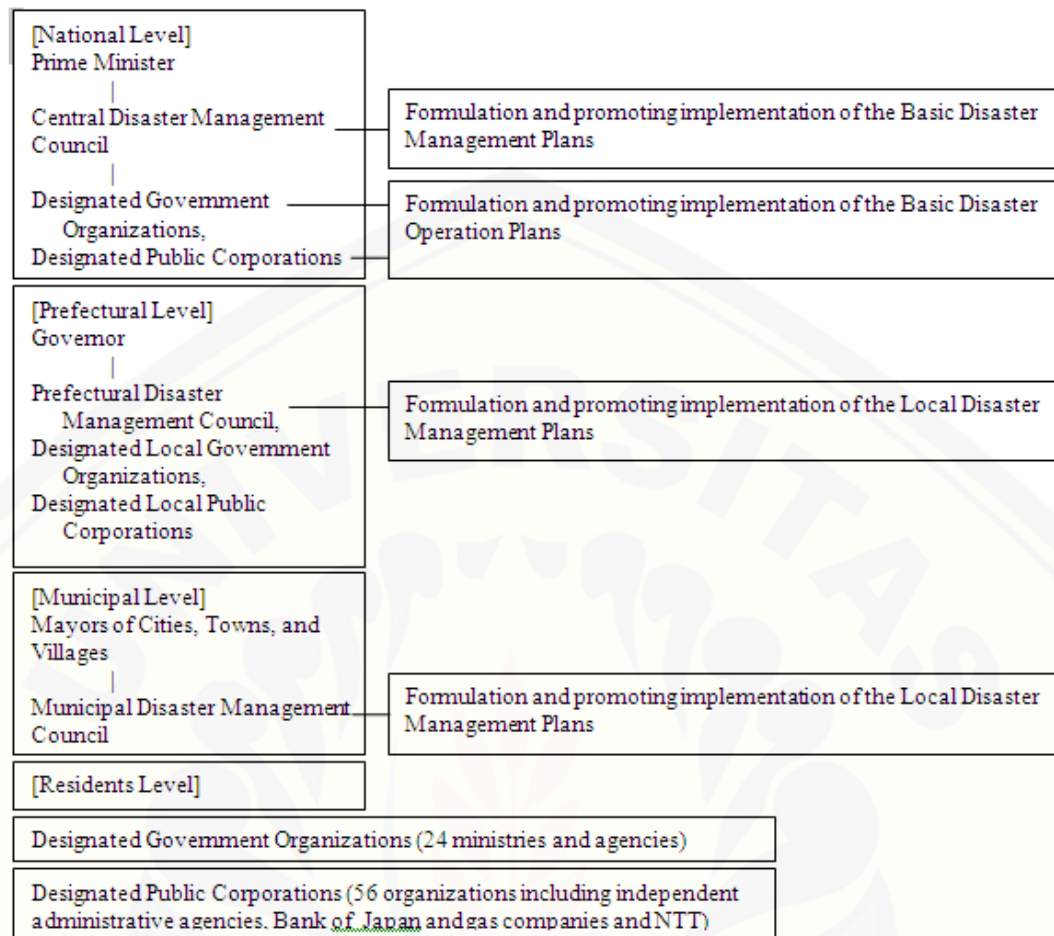 [National Level]
Prime Minister
Central Disaster Management
Council
Designated Government
Organizations,
Designated Public Corporations
Formulation and promoting implementation of the Basic Disaster
Management Plans
Formulation and promoting implementation of the Basic Disaster
Operation Plans
[Prefectural Level]
Governor
Prefectural Disaster
Management Council,
Designated Local Government
Organizations,
Designated Local Public
Corporations
Formulation and promoting implementation of the Local Disaster
Management Plans
[Municipal Level]
Mayors of Cities, Towns, and
Villages
Municipal Disaster Management
Council
Formulation and promoting implementation of the Local Disaster
Management Plans
[Residents Level]
Designated Government Organizations (24 ministries and agencies)
Designated Public Corporations (56 organizations including independent
administrative agencies, Bank of Japan and gas companies and NTT)
UNIVERSITAS